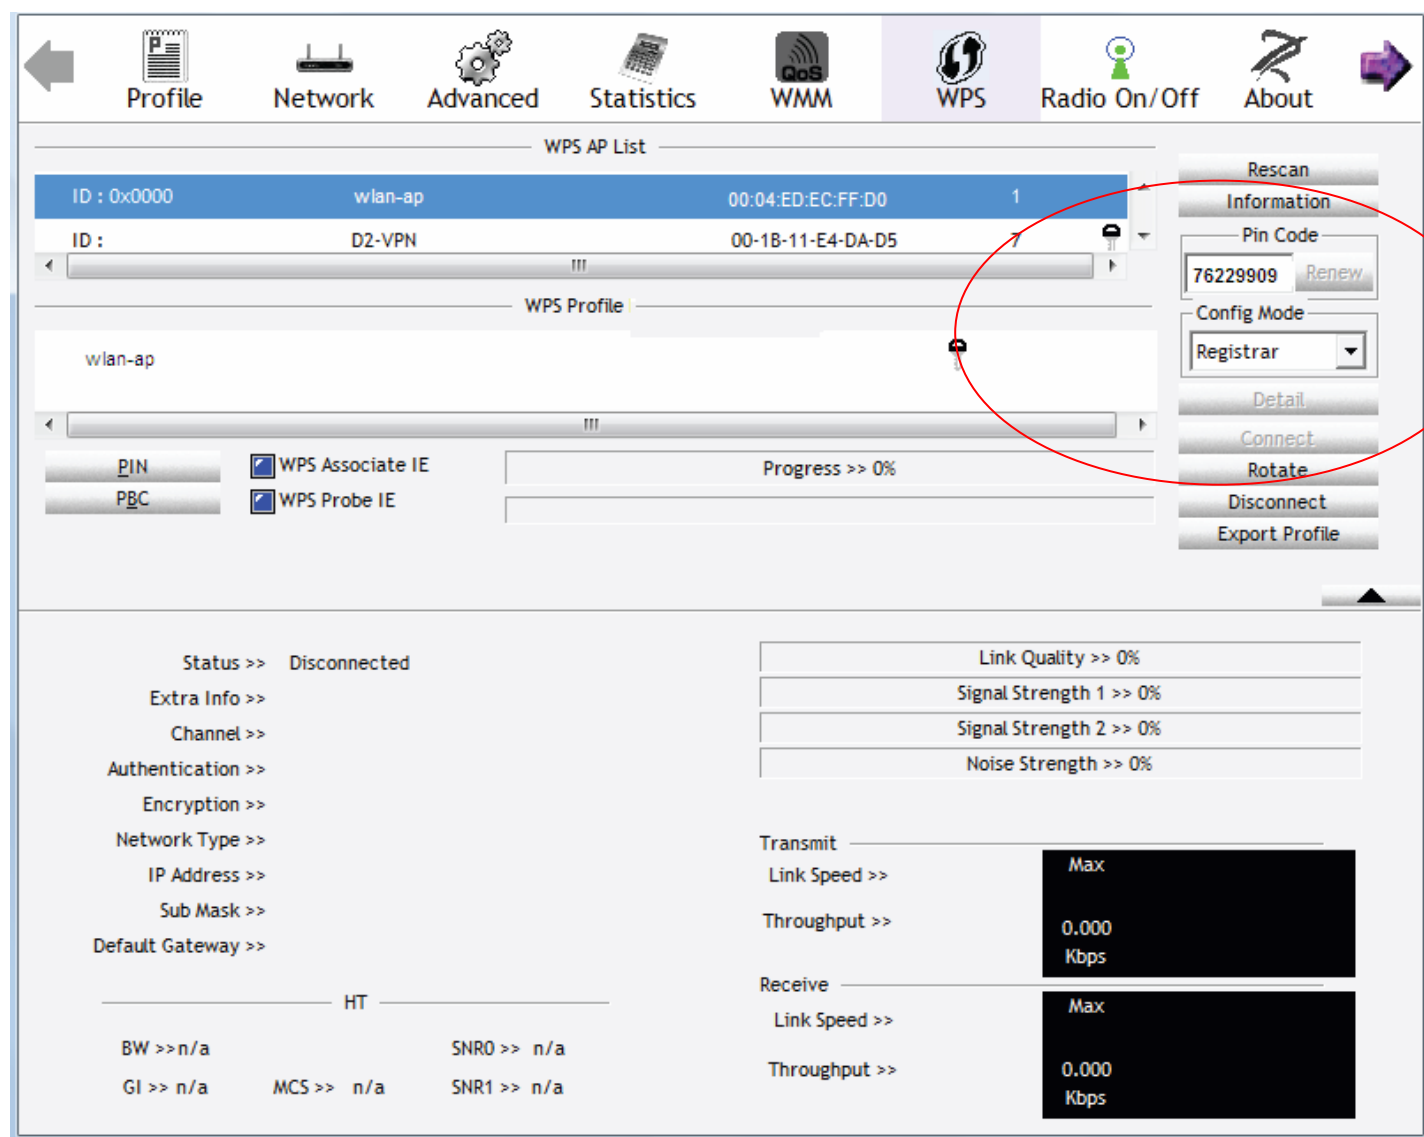 Profile Network Advanced Statistics QoS WMM WPS Radio On/Off About
WPS AP List
Rescan
ID : 0x0000 wlan-ap 00:04:ED:EC:FF:D0 1
Information
ID : D2-VPN 00-1B-11-E4-DA-D5 7
Pin Code
76229909 Renew
WPS Profile
Config Mode
wlan-ap
Registrar
Detail
Connect
PIN WPS Associate IE Progress >> 0%
Rotate
PBC WPS Probe IE
Disconnect
Export Profile
Status >> Disconnected
Extra Info >>
Channel >>
Authentication >>
Encryption >>
Network Type >>
IP Address >>
Sub Mask >>
Default Gateway >>
HT
BW >>n/a SNR0 >> n/a
GI >> n/a MCS >> n/a SNR1 >> n/a
Link Quality >> 0%
Signal Strength 1 >> 0%
Signal Strength 2 >> 0%
Noise Strength >> 0%
Transmit
Link Speed >> Max
Throughput >> 0.000
Kbps
Receive
Link Speed >> Max
Throughput >> 0.000
Kbps